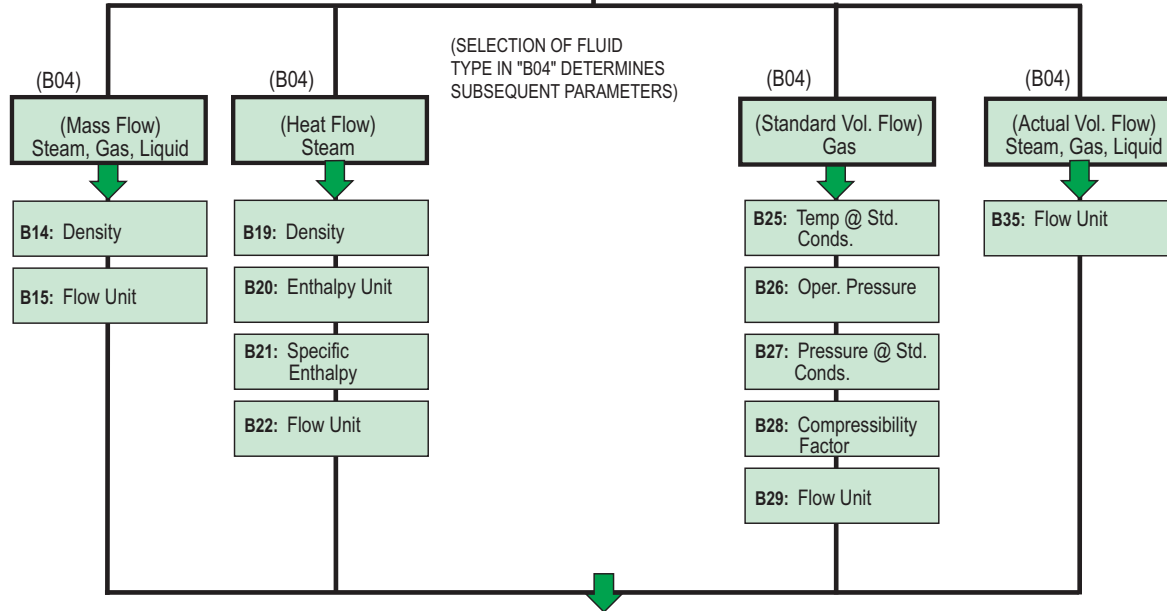 (SELECTION OF FLUID
TYPE IN "B04" DETERMINES
SUBSEQUENT PARAMETERS)
(B04)
(Mass Flow)
Steam, Gas, Liquid
B14: Density
B15: Flow Unit
(B04)
(Heat Flow)
Steam
B19: Density
B20: Enthalpy Unit
B21: Specific
Enthalpy
B22: Flow Unit
(B04)
(Standard Vol. Flow)
Gas
B25: Temp @ Std.
Conds.
B26: Oper. Pressure
B27: Pressure @ Std.
Conds.
B28: Compressibility
Factor
B29: Flow Unit
(B04)
(Actual Vol. Flow)
Steam, Gas, Liquid
B35: Flow Unit